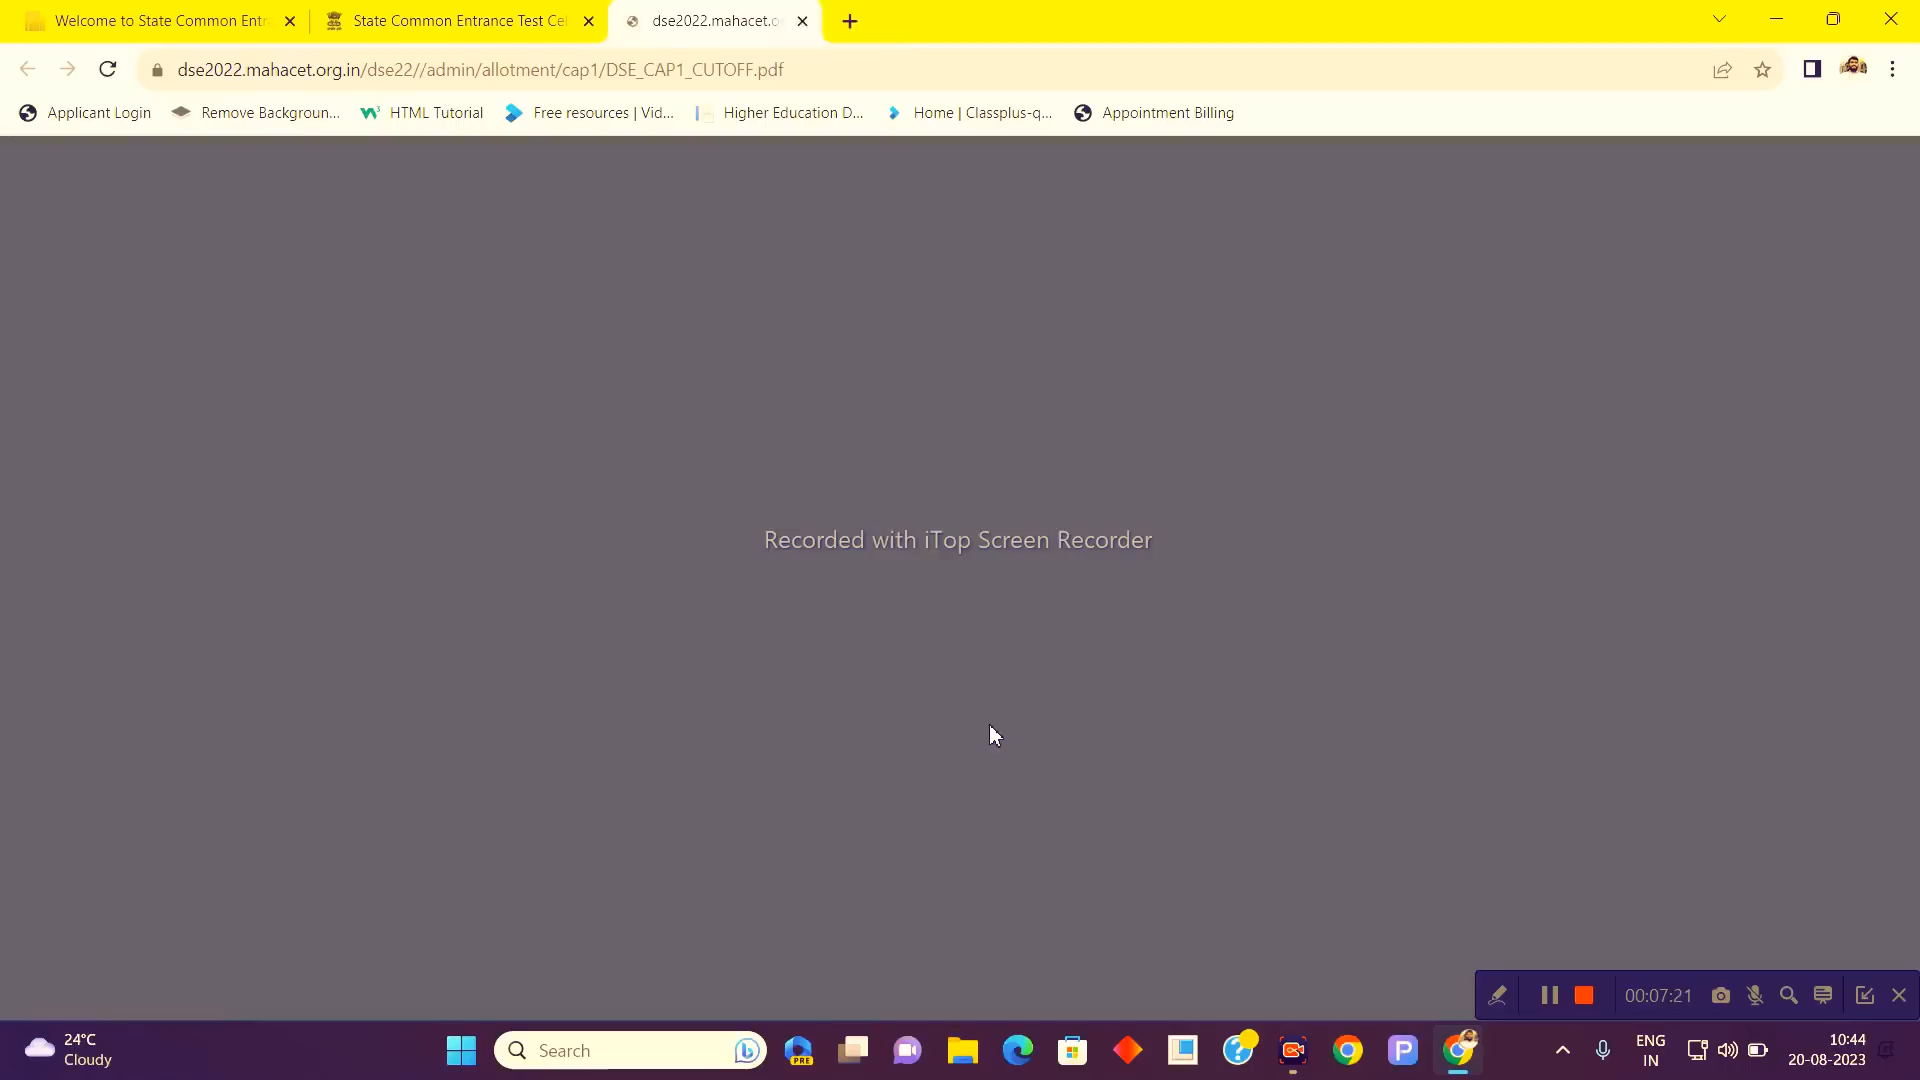 Welcome to State Common Entr
State Common Entrance Test Cel
dse2022.mahacet.o
dse2022.mahacet.org.in/dse22//admin/allotment/cap1/DSE_CAP1_CUTOFF.pdf
Applicant Login
Remove Backgroun...
HTML Tutorial
Free resources | Vid...
Higher Education D...
Home | Classplus-q...
Appointment Billing
Recorded with iTop Screen Recorder
00:07:21
24°C
Cloudy
Search
PRE
ENG
IN
10:44
20-08-2023